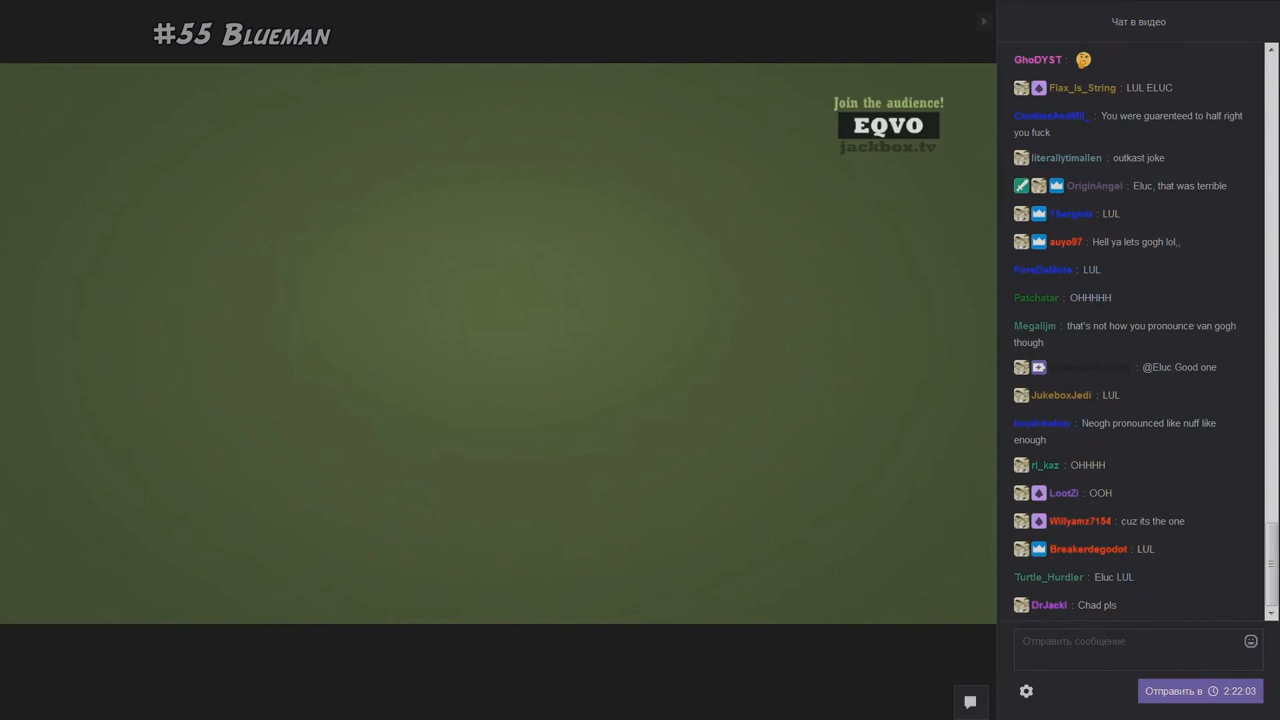 #55 BLUEMAN
Join the audience!
EQVO
jackbox.tv
Чат в видео
GhoDYST :
Flax_Is_String : LUL ELUC
CookiesAndMil_ : You were guarenteed to half right
you fuck
literallytimallen : outkast joke
OriginAngel : Eluc, that was terrible
: LUL
auyo97 : Hell ya lets gogh lol,,
ForeDaMole : LUL
Patchatar : OHHHHH
Megalijm : that's not how you pronounce van gogh
though
: @Eluc Good one
JukeboxJedi : LUL
: Neogh pronounced like nuff like
enough
rl_kaz : OHHHH
LootZi : OOH
Willyamz7154 : cuz its the one
Breakerdegodot : LUL
Turtle_Hurdler : Eluc LUL
DrJackl : Chad pls
Отправить сообщение
Отправить в 2:22:03